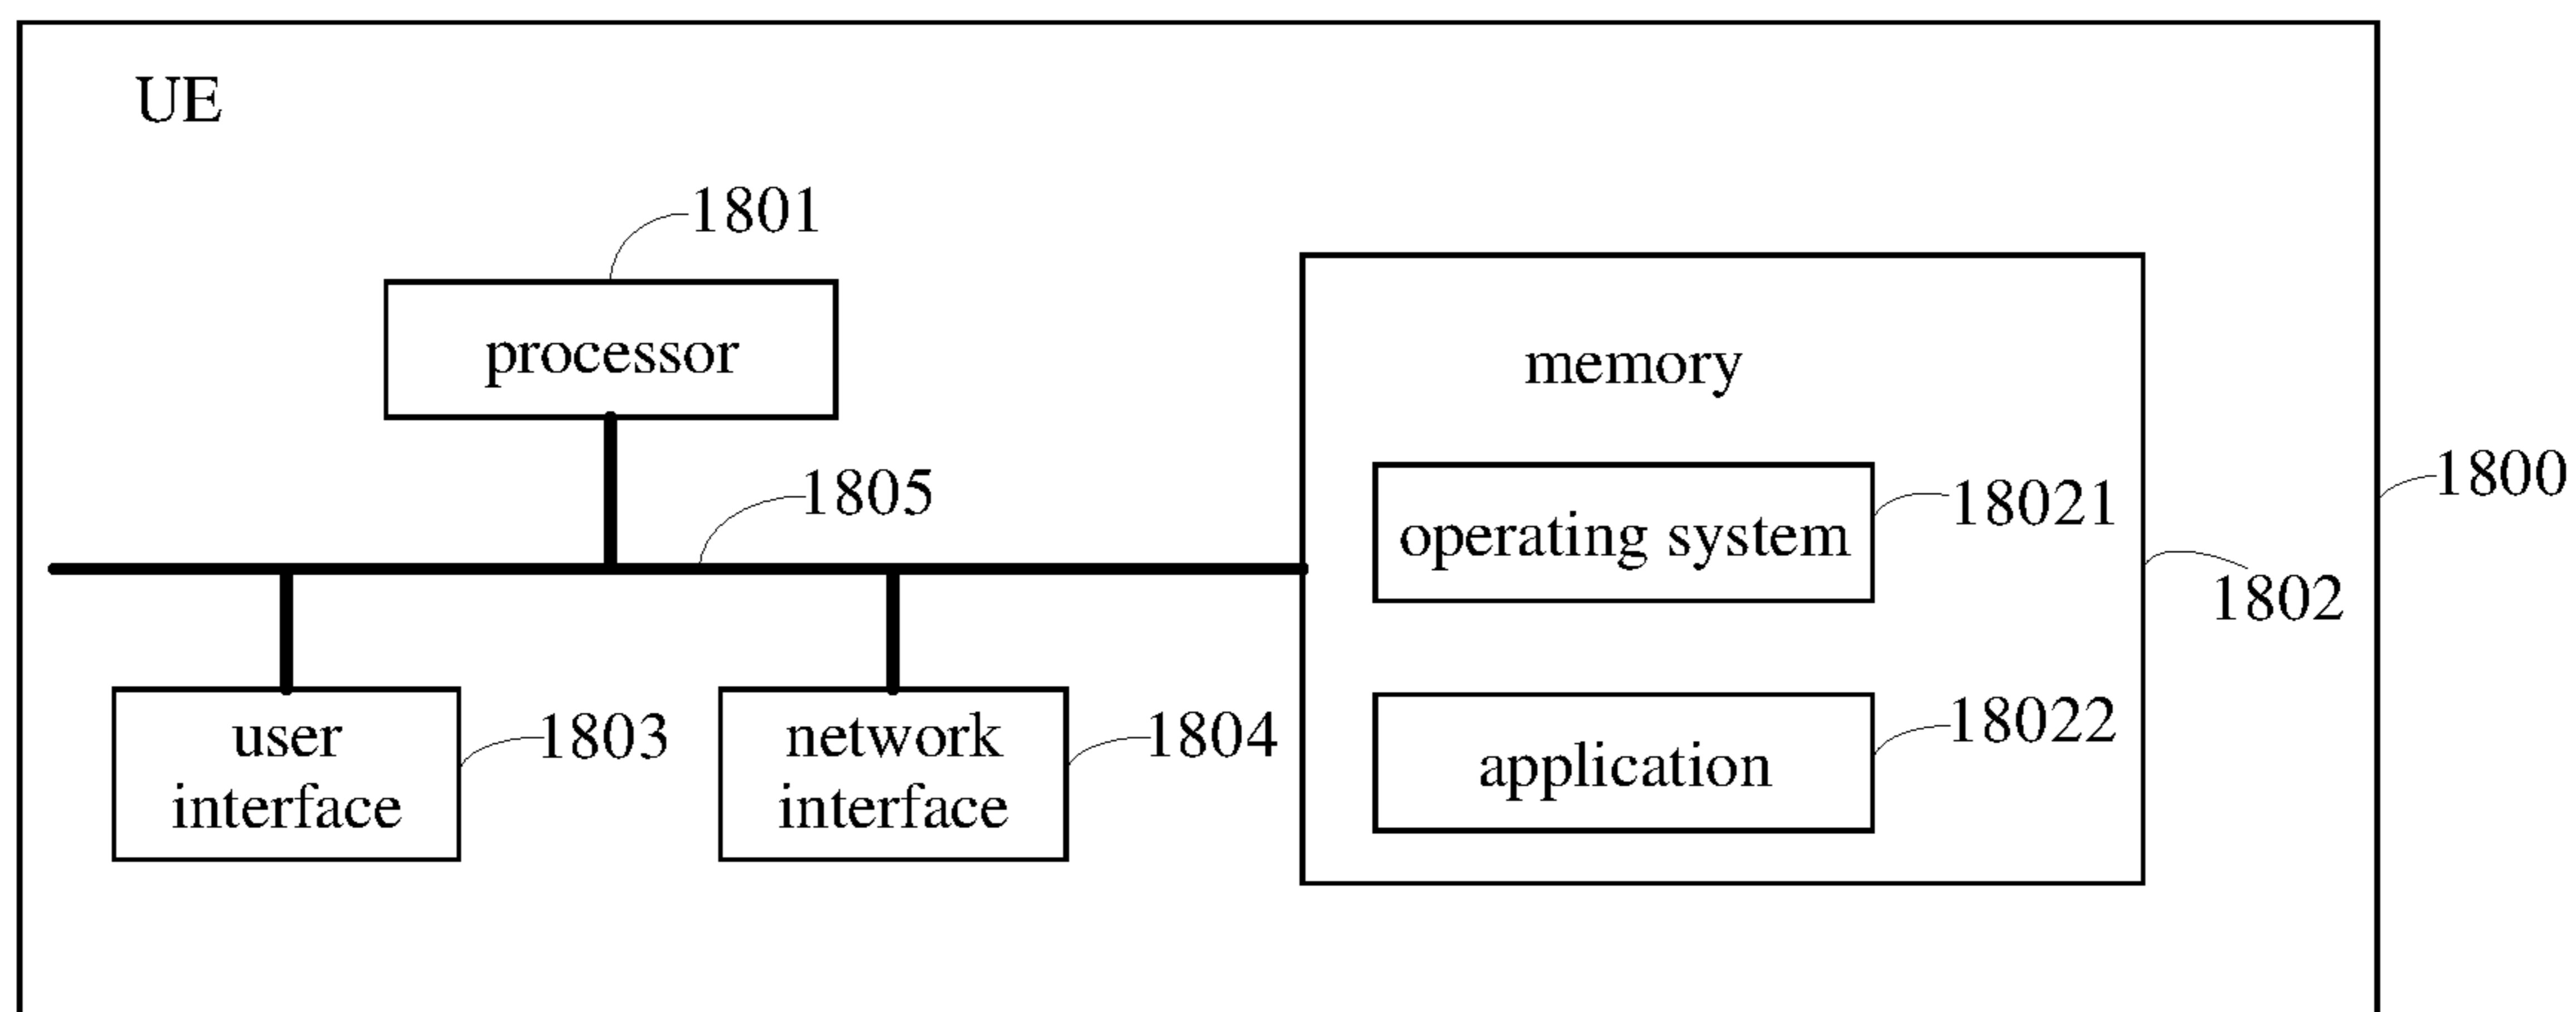 UE
1801
processor
memory
1805
1800
18021
operating system
1802
user
interface
1803
network
interface
1804
18022
application